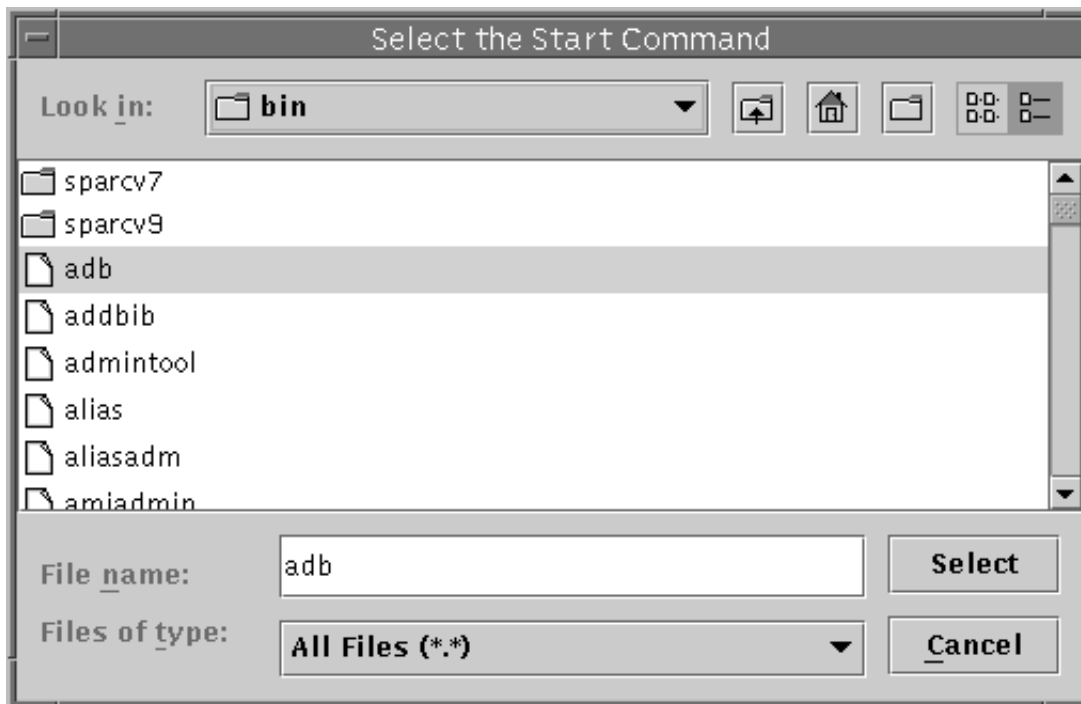 Select the Start Command
Look in: bin
sparcv7
sparcv9
adb
addbib
admintool
alias
aliasadm
amiadmin
File name: adb Select
Files of type: All Files (*.*) Cancel